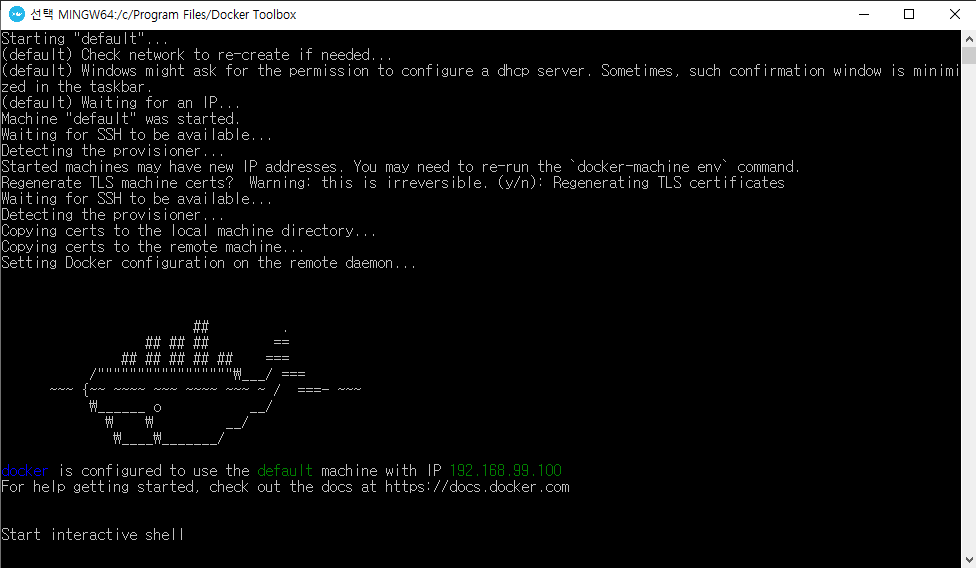 선택 MINGW64:/c/Program Files/Docker Toolbox
Starting "default"...
(default) Check network to re-create if needed...
(default) Windows might ask for the permission to configure a dhcp server. Sometimes, such confirmation window is minimi
zed in the taskbar.
(default) Waiting for an IP...
Machine "default" was started.
Waiting for SSH to be available...
Detecting the provisioner...
Started machines may have new IP addresses. You may need to re-run the `docker-machine env` command.
Regenerate TLS machine certs?  Warning: this is irreversible. (y/n): Regenerating TLS certificates
Waiting for SSH to be available...
Detecting the provisioner...
Copying certs to the local machine directory...
Copying certs to the remote machine...
Setting Docker configuration on the remote daemon...
                        ##         .
                  ## ## ##        ==
               ## ## ## ## ##    ===
           /"""""""""""""""""₩___/ ===
      ~~~ {~~ ~~~~ ~~~ ~~~~ ~~~ ~ /  ===- ~~~
           ₩______ o           __/
             ₩    ₩         __/
              ₩____₩_______/
docker is configured to use the default machine with IP 192.168.99.100
For help getting started, check out the docs at https://docs.docker.com
Start interactive shell